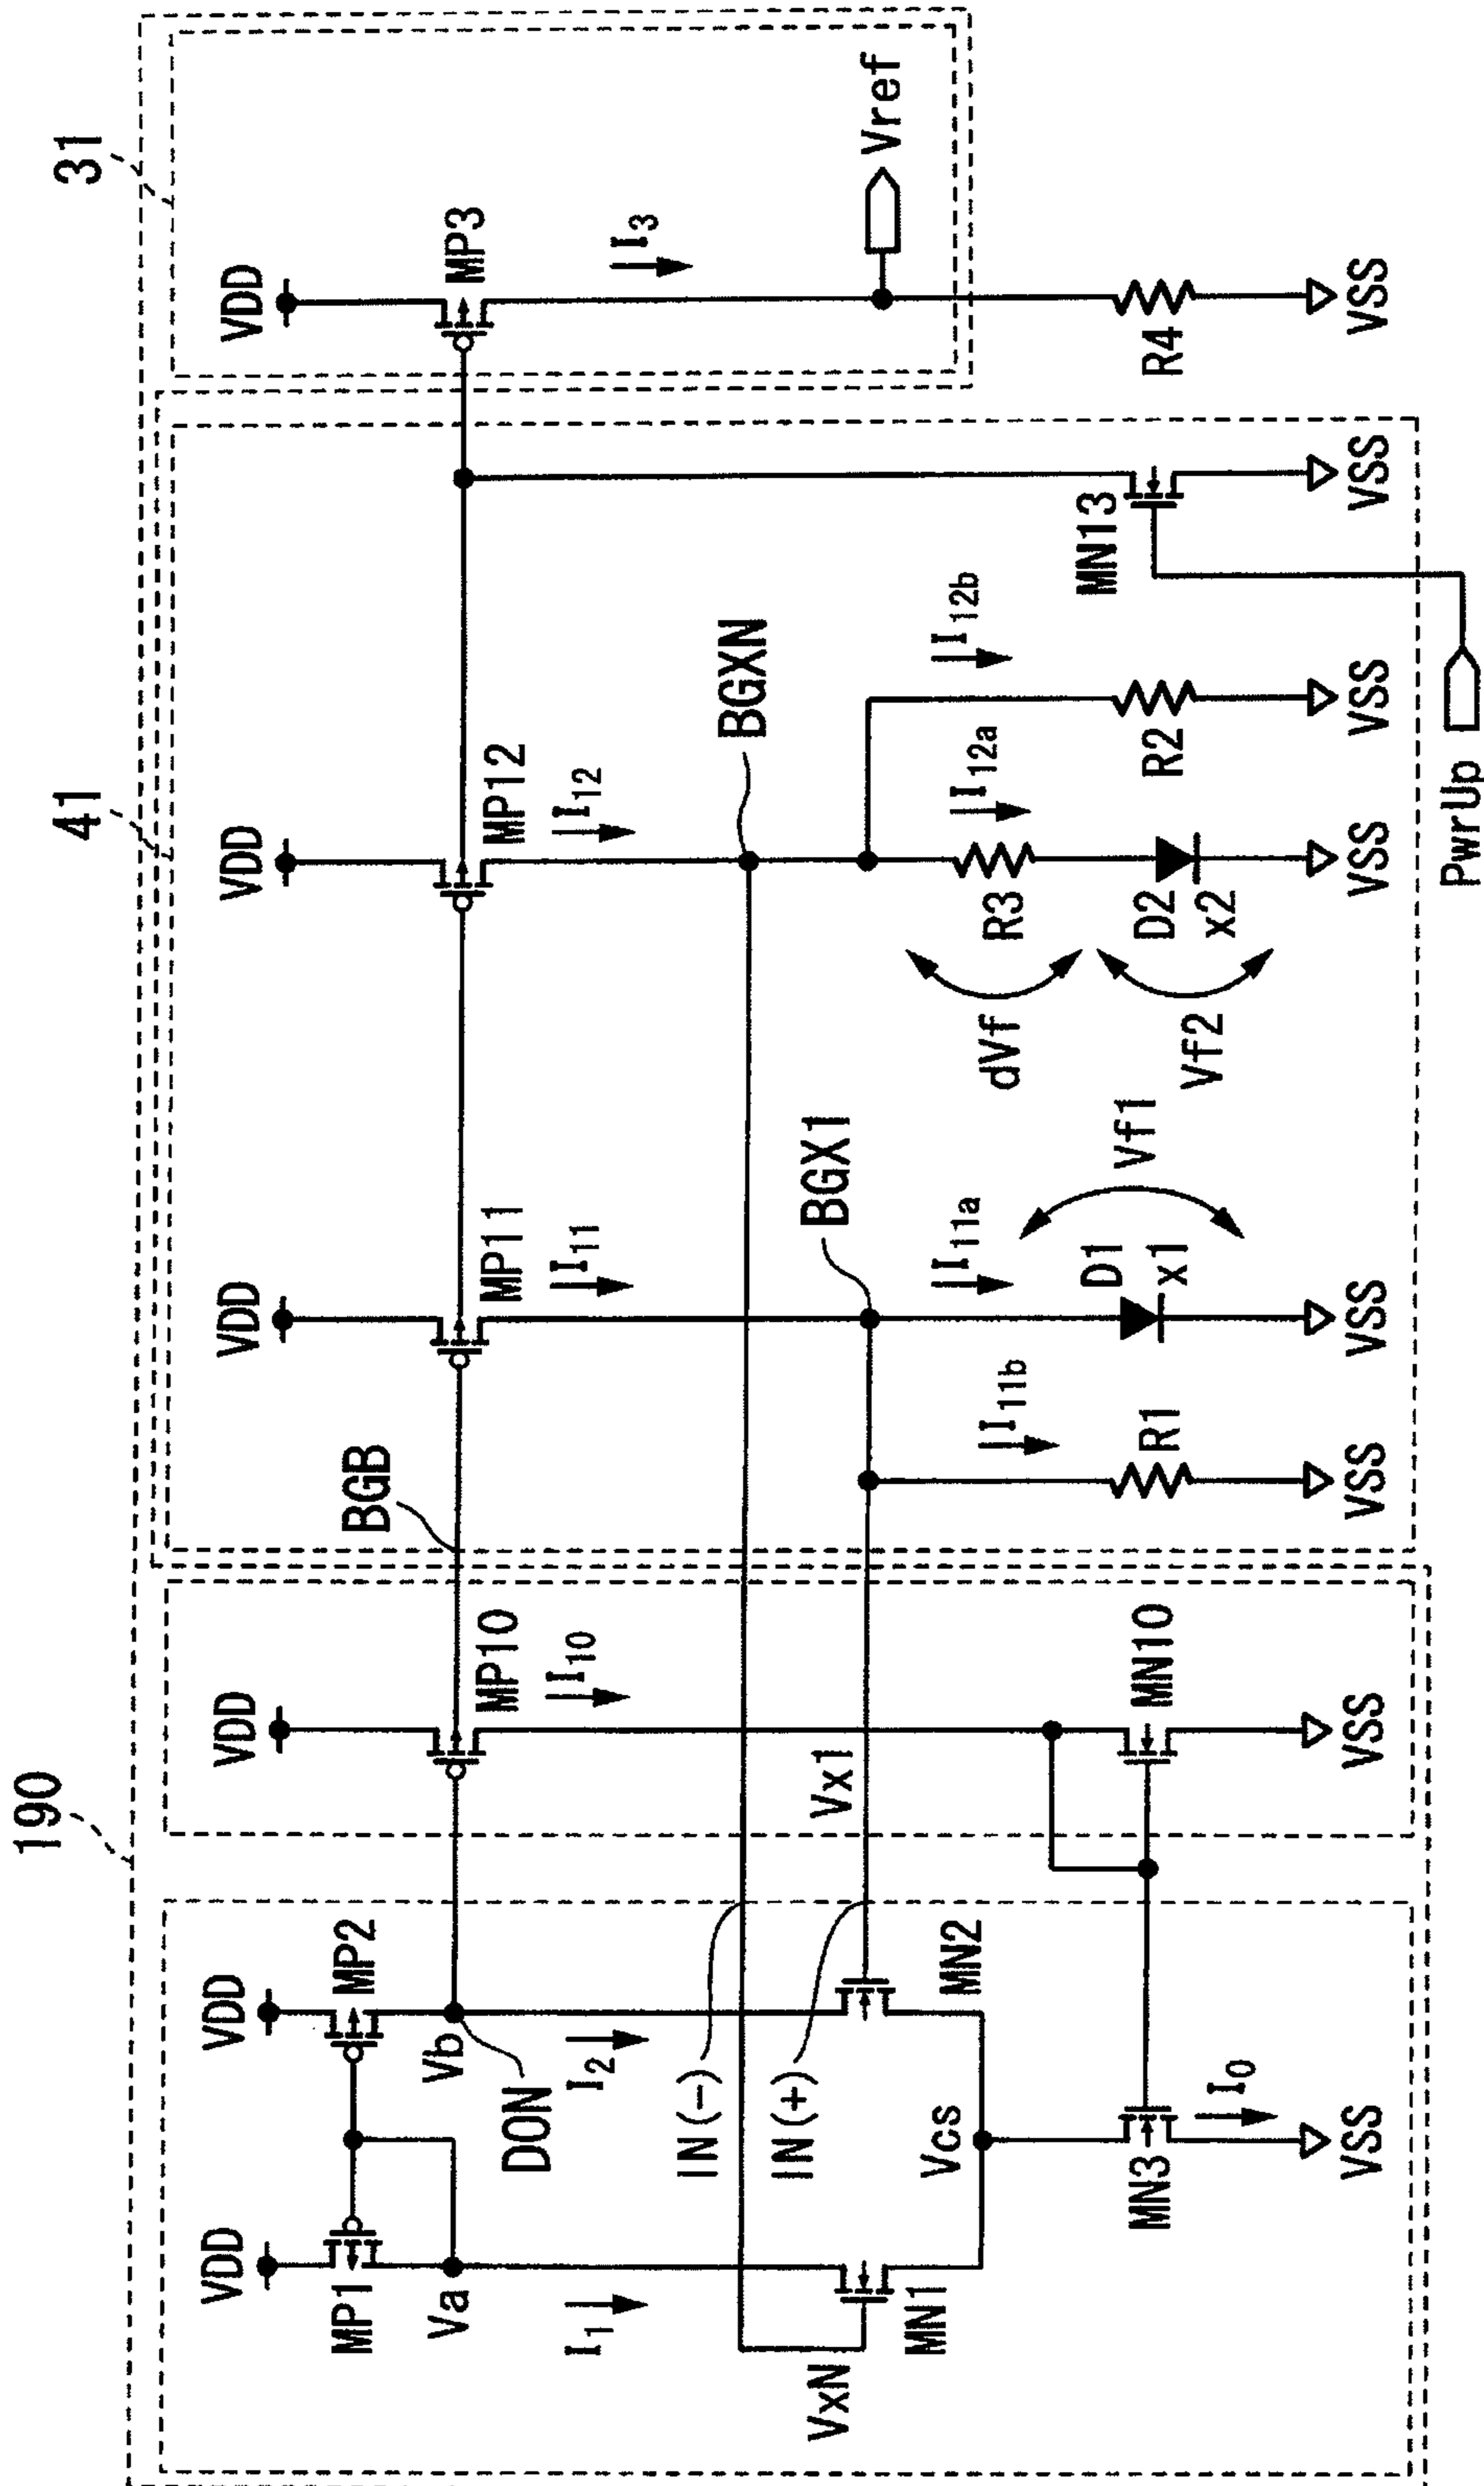 190
41
31
VDD
VDD
VDD
VDD
VDD
VDD
MP1
MP2
MP10
MP11
MP12
MP3
Va
Vb
DON
BGB
I1
I2
I10
I11
I12
I3
IN(-)
IN(+)
BGXN
VxN
MN1
MN2
Vx1
BGX1
Vref
Vcs
I11b
I11a
I12a
I12b
MN3
I0
MN10
R1
D1
x1
Vf1
dVf
Vf2
R3
D2
x2
R2
MN13
R4
VSS
VSS
VSS
VSS
VSS
VSS
VSS
VSS
PwrUp